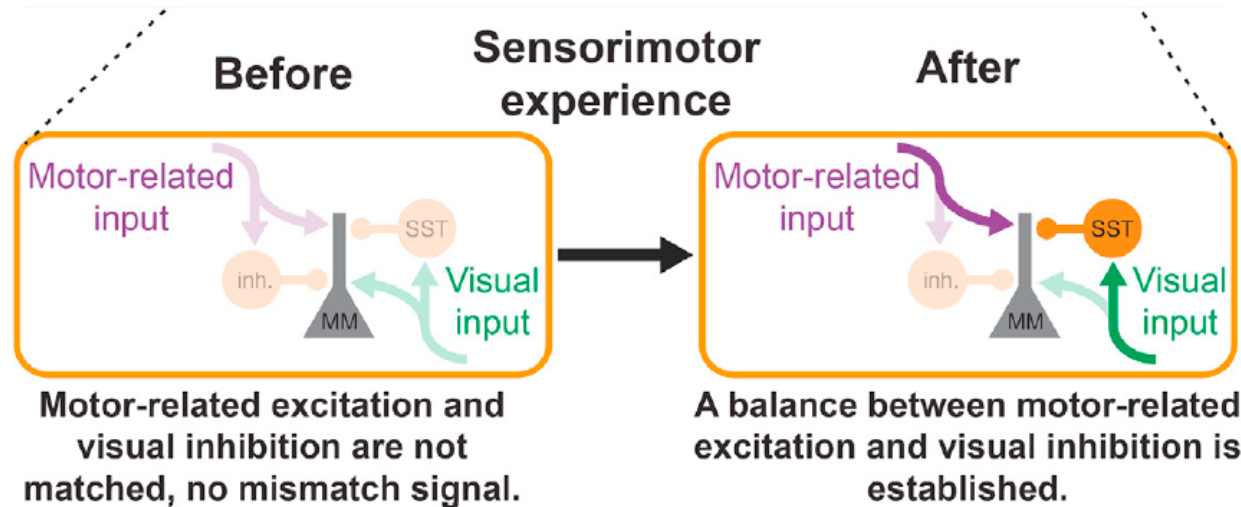 Before
Sensorimotor
experience
After
Motor-related
input
SST
inh.
Visual
input
MM
Motor-related
input
SST
inh.
Visual
input
MM
Motor-related excitation and
visual inhibition are not
matched, no mismatch signal.
A balance between motor-related
excitation and visual inhibition is
established.